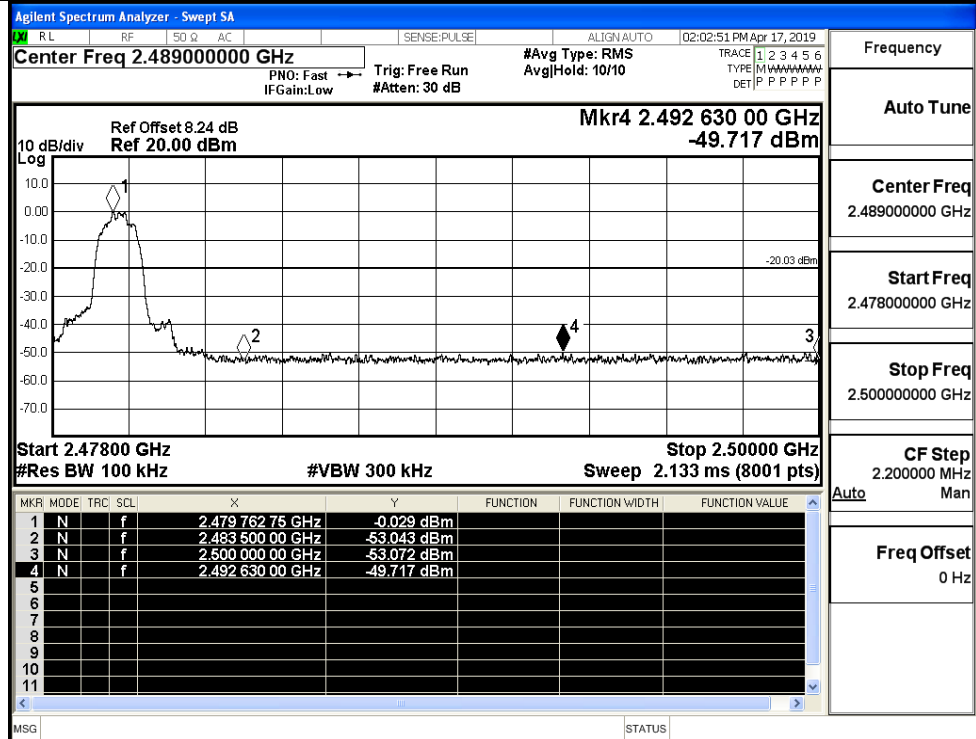 Agilent Spectrum Analyzer - Swept SA
LXI RL RF 50 Ω AC SENSE:PULSE ALIGNAUTO 02:02:51 PM Apr 17, 2019
Center Freq 2.489000000 GHz
PNO: Fast
IFGain:Low
Trig: Free Run
#Atten: 30 dB
#Avg Type: RMS
Avg|Hold: 10/10
TRACE 1 2 3 4 5 6
TYPE M WWWWW
DET P P P P P P
Mkr4 2.492 630 00 GHz
-49.717 dBm
Ref Offset 8.24 dB
10 dB/div Ref 20.00 dBm
Log
10.0
0.00
-10.0
-20.0
-30.0
-40.0
-50.0
-60.0
-70.0
1
2
4
3
-20.03 dBm
Start 2.47800 GHz Stop 2.50000 GHz
#Res BW 100 kHz #VBW 300 kHz Sweep 2.133 ms (8001 pts)
MKR MODE TRC SCL X Y FUNCTION FUNCTION WIDTH FUNCTION VALUE
1 N f 2.479 762 75 GHz -0.029 dBm
2 N f 2.483 500 00 GHz -53.043 dBm
3 N f 2.500 000 00 GHz -53.072 dBm
4 N f 2.492 630 00 GHz -49.717 dBm
5
6
7
8
9
10
11
MSG STATUS
Frequency
Auto Tune
Center Freq
2.489000000 GHz
Start Freq
2.478000000 GHz
Stop Freq
2.500000000 GHz
CF Step
2.200000 MHz
Auto Man
Freq Offset
0 Hz